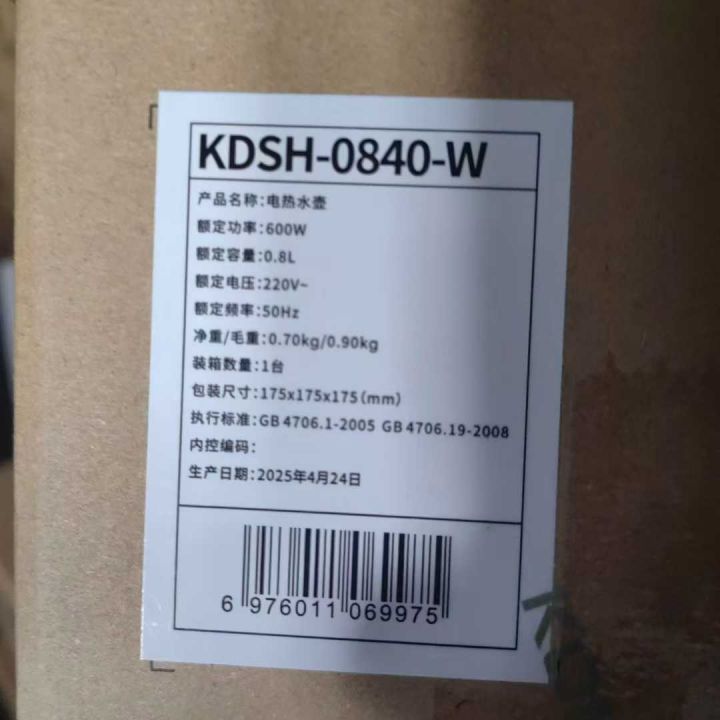 KDSH-0840-W
产品名称:电热水壶
额定功率:600W
额定容量:0.8L
额定电压:220V~
额定频率:50Hz
净重/毛重:0.70kg/0.90kg
装箱数量:1台
包装尺寸:175x175x175(mm)
执行标准:GB 4706.1-2005 GB 4706.19-2008
内控编码:
生产日期:2025年4月24日
6 976011 069975